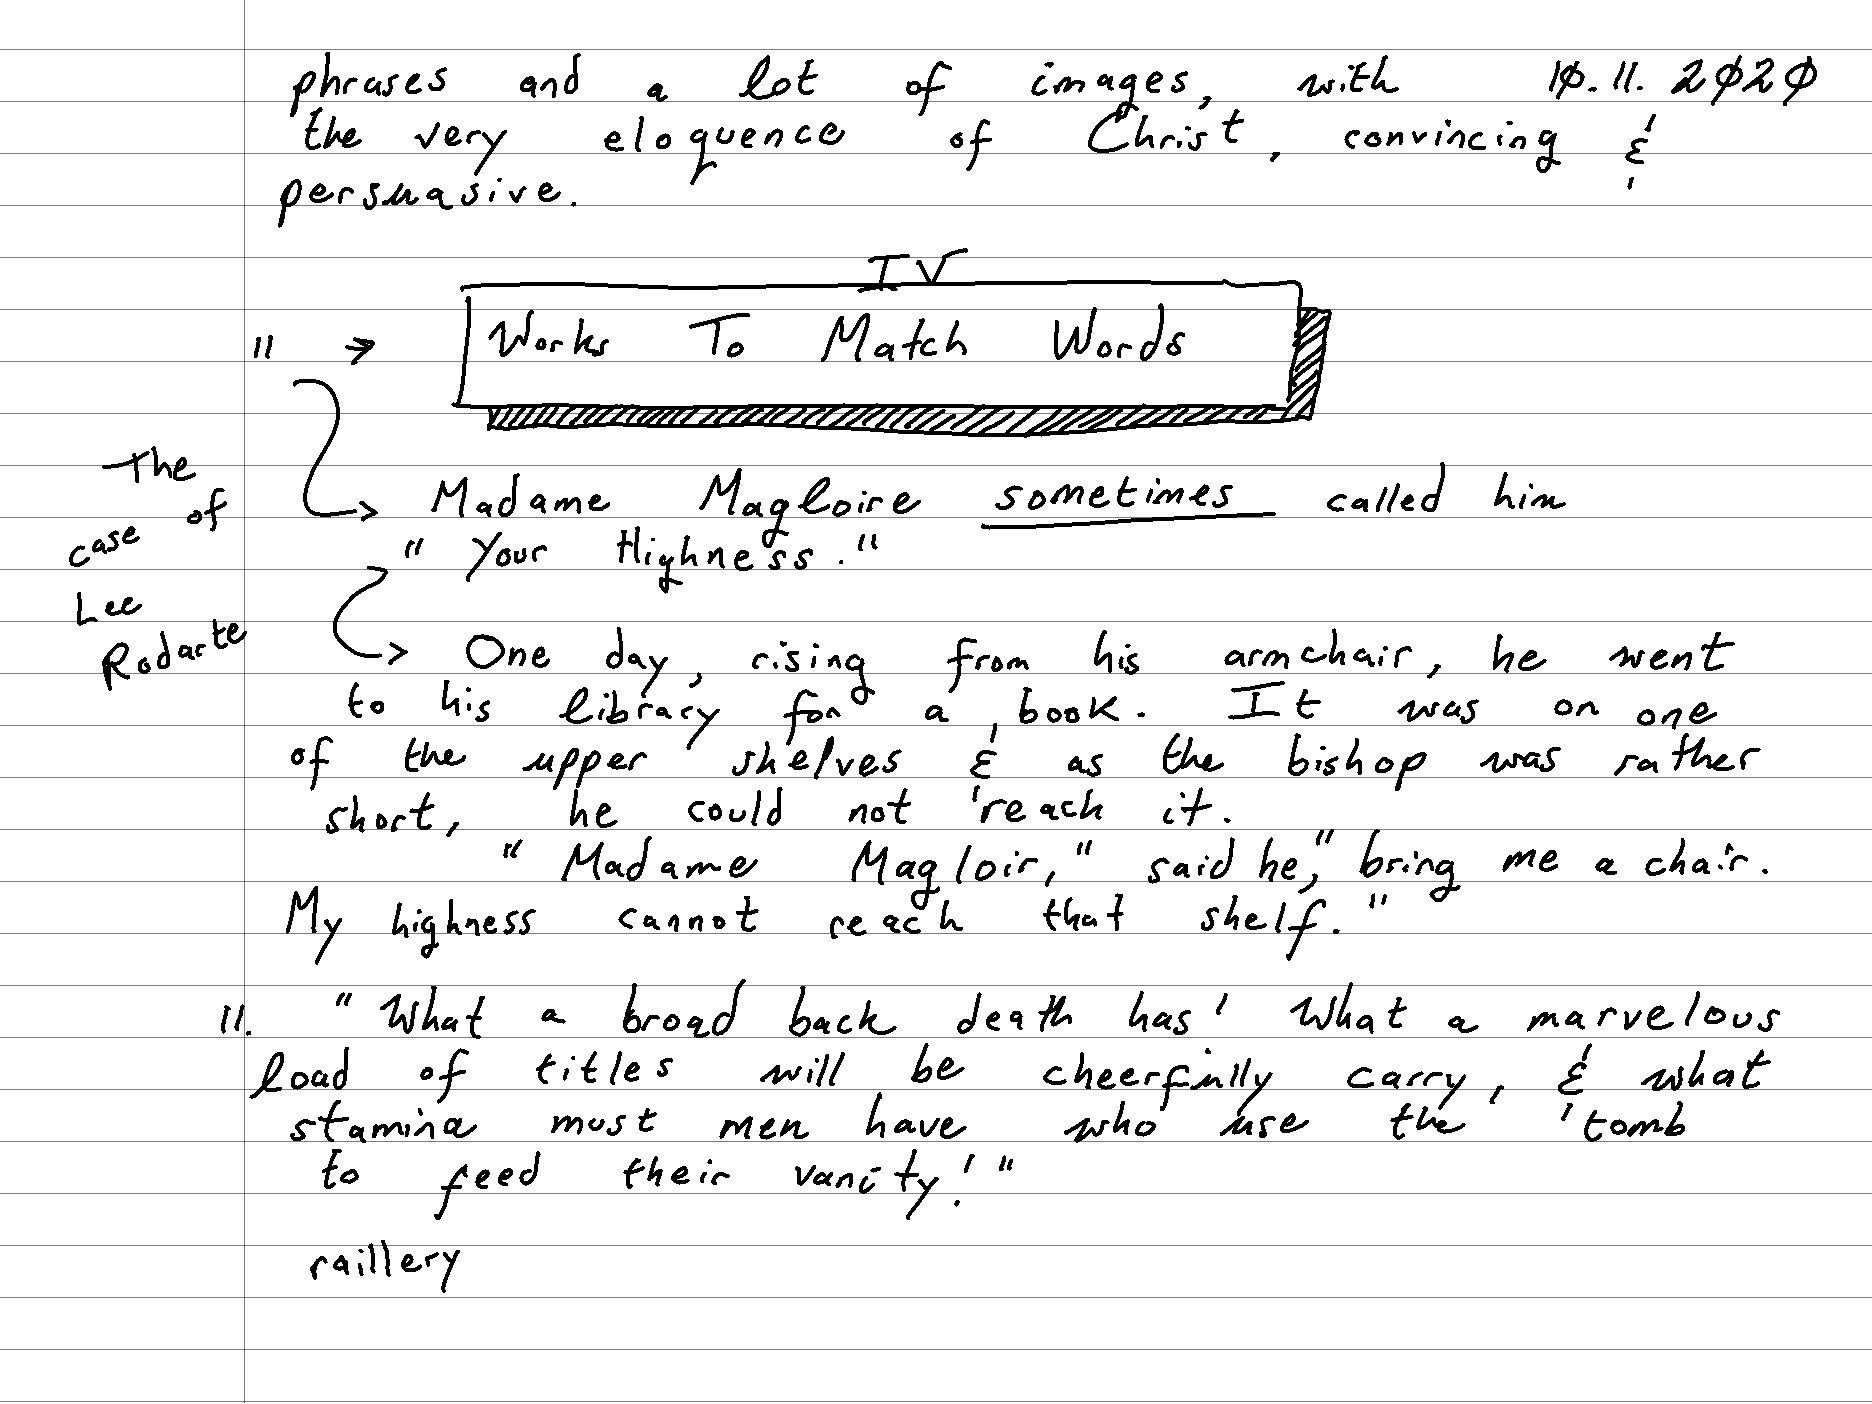 phrases and a lot of images, with 10.11.2020
the very eloquence of Christ, convincing &
persuasive.
IV
11 → Works To Match Words
The
case of
Lee
Rodarte
Madame Magloire sometimes called him
"Your Highness."
One day, rising from his armchair, he went
to his library for a book. It was on one
of the upper shelves & as the bishop was rather
short, he could not reach it.
"Madame Magloir," said he, "bring me a chair.
My highness cannot reach that shelf."
11. "What a broad back death has! What a marvelous
load of titles will be cheerfully carry, & what
stamina must men have who use the tomb
to feed their vanity!"
raillery